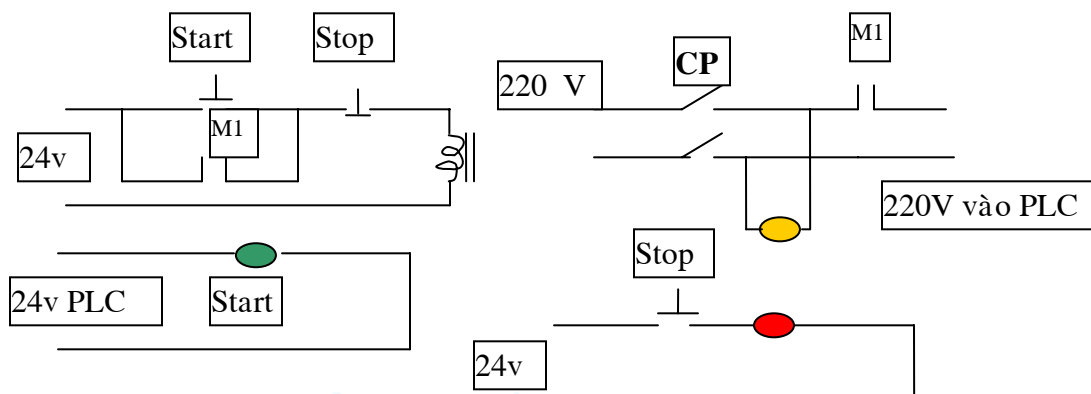 Start
Stop
M1
24v
24v PLC
Start
220 V
CP
M1
220V vào PLC
Stop
24v